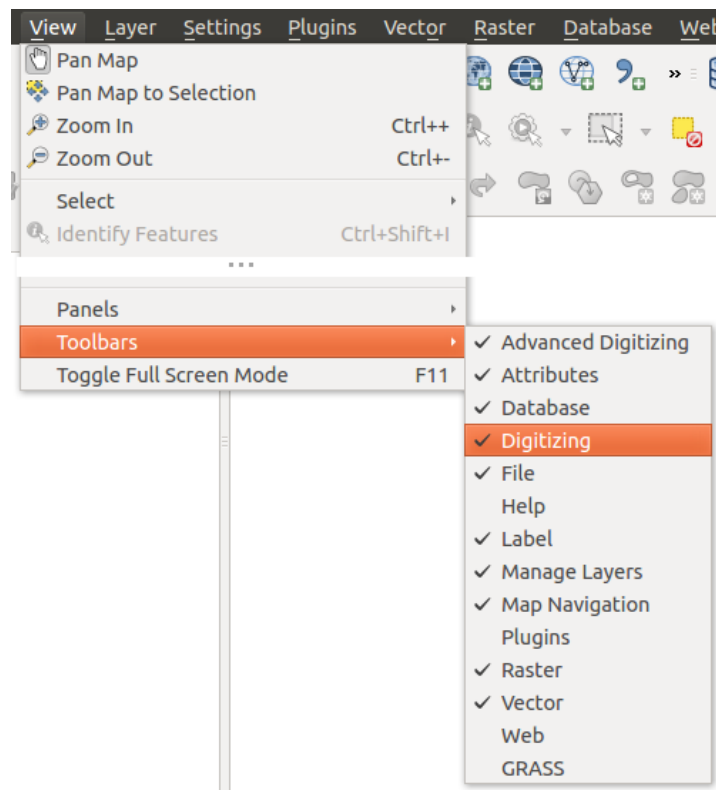 View Layer Settings Plugins Vector Raster Database Web
Pan Map
Pan Map to Selection
Zoom In Ctrl++
Zoom Out Ctrl+-
Select
Identify Features Ctrl+Shift+I
...
Panels
Toolbars
Toggle Full Screen Mode F11
Advanced Digitizing
Attributes
Database
Digitizing
File
Help
Label
Manage Layers
Map Navigation
Plugins
Raster
Vector
Web
GRASS